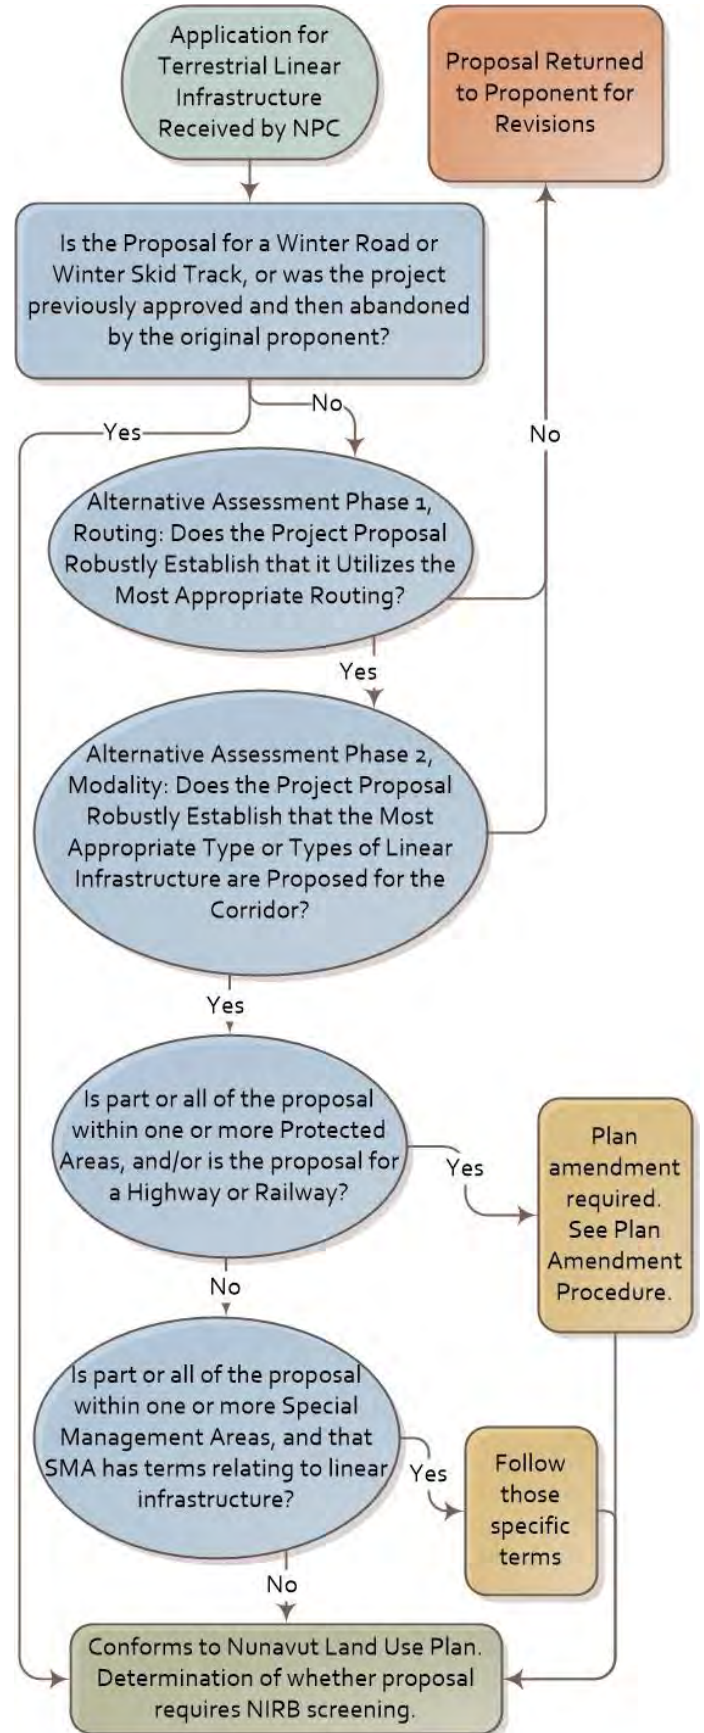 Application for
Terrestrial Linear
Infrastructure
Received by NPC
Proposal Returned
to Proponent for
Revisions
Is the Proposal for a Winter Road or
Winter Skid Track, or was the project
previously approved and then abandoned
by the original proponent?
No
Yes
No
Alternative Assessment Phase 1,
Routing: Does the Project Proposal
Robustly Establish that it Utilizes the
Most Appropriate Routing?
Yes
Alternative Assessment Phase 2,
Modality: Does the Project Proposal
Robustly Establish that the Most
Appropriate Type or Types of Linear
Infrastructure are Proposed for the
Corridor?
Yes
Is part or all of the proposal
within one or more Protected
Areas, and/or is the proposal for
a Highway or Railway?
Yes
Plan
amendment
required.
See Plan
Amendment
Procedure.
No
Is part or all of the proposal
within one or more Special
Management Areas, and that
SMA has terms relating to linear
infrastructure?
Yes
Follow
those
specific
terms
No
Conforms to Nunavut Land Use Plan.
Determination of whether proposal
requires NIRB screening.